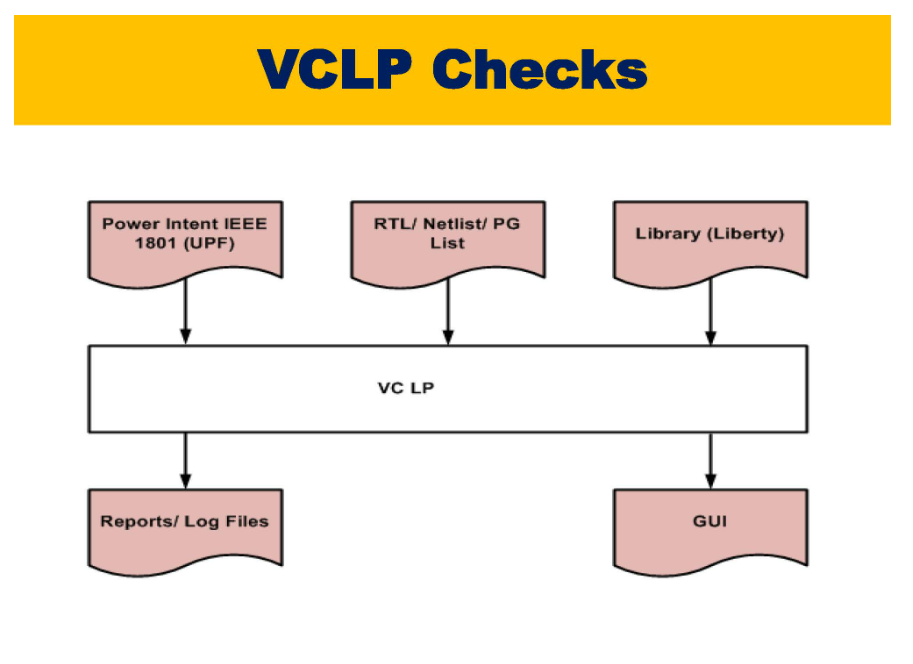 VCLP Checks
Power Intent IEEE
1801 (UPF)
RTL/ Netlist/ PG
List
Library (Liberty)
VC LP
Reports/ Log Files
GUI